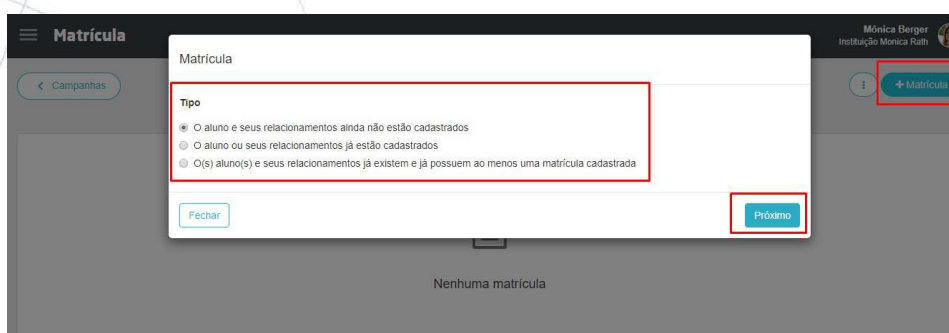 Matrícula
Mônica Berger
Instituição Monica Rath
Campanhas
+ Matrícula
Matrícula
Tipo
O aluno e seus relacionamentos ainda não estão cadastrados
O aluno ou seus relacionamentos já estão cadastrados
O(s) aluno(s) e seus relacionamentos já existem e já possuem ao menos uma matrícula cadastrada
Fechar
Próximo
Nenhuma matrícula